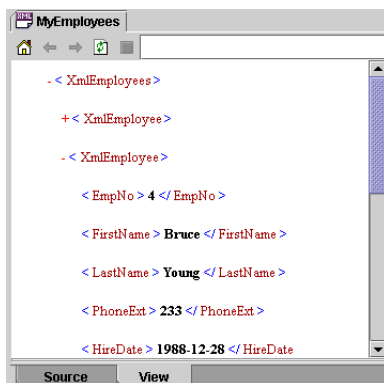 XML MyEmployees
-< XmlEmployees>
+< XmlEmployee>
-< XmlEmployee>
< EmpNo > 4 </ EmpNo >
< FirstName > Bruce </ FirstName >
< LastName > Young </ LastName >
< PhoneExt > 233 </ PhoneExt >
< HireDate > 1988-12-28 </ HireDate
Source View